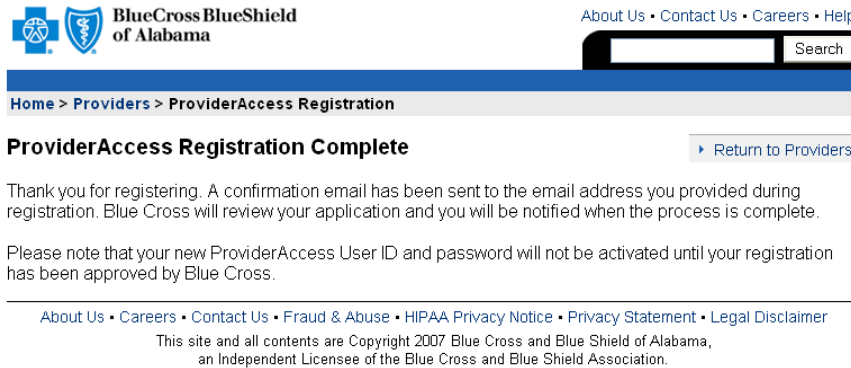 BlueCross BlueShield
of Alabama
About Us ▪ Contact Us ▪ Careers ▪ Help
Search
Home > Providers > ProviderAccess Registration
ProviderAccess Registration Complete
Return to Providers
Thank you for registering. A confirmation email has been sent to the email address you provided during
registration. Blue Cross will review your application and you will be notified when the process is complete.
Please note that your new ProviderAccess User ID and password will not be activated until your registration
has been approved by Blue Cross.
About Us ▪ Careers ▪ Contact Us ▪ Fraud & Abuse ▪ HIPAA Privacy Notice ▪ Privacy Statement ▪ Legal Disclaimer
This site and all contents are Copyright 2007 Blue Cross and Blue Shield of Alabama,
an Independent Licensee of the Blue Cross and Blue Shield Association.